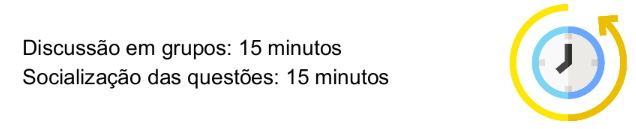 Discussão em grupos: 15 minutos
Socialização das questões: 15 minutos